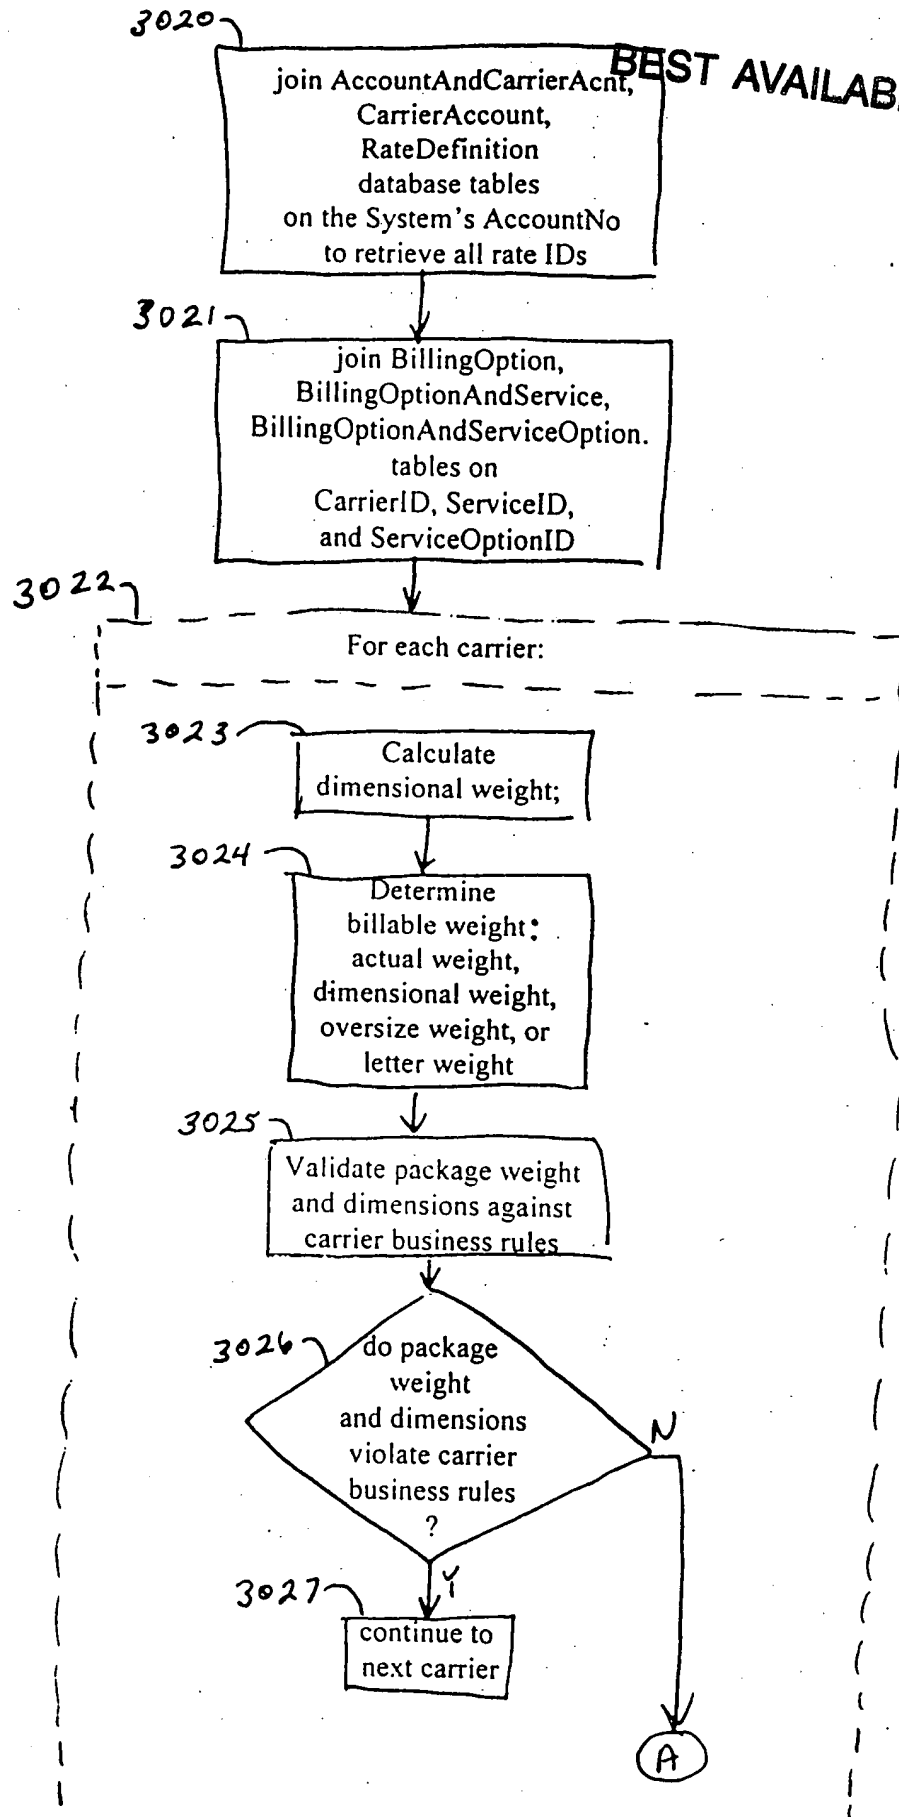 3020
BEST AVAILAB
join AccountAndCarrierAcnt,
CarrierAccount,
RateDefinition
database tables
on the System's AccountNo
to retrieve all rate IDs
3021
join BillingOption,
BillingOptionAndService,
BillingOptionAndServiceOption.
tables on
CarrierID, ServiceID,
and ServiceOptionID
3022
For each carrier:
3023
Calculate
dimensional weight;
3024
Determine
billable weight:
actual weight,
dimensional weight,
oversize weight, or
letter weight
3025
Validate package weight
and dimensions against
carrier business rules
3026
do package
weight
and dimensions
violate carrier
business rules
?
N
Y
3027
continue to
next carrier
A